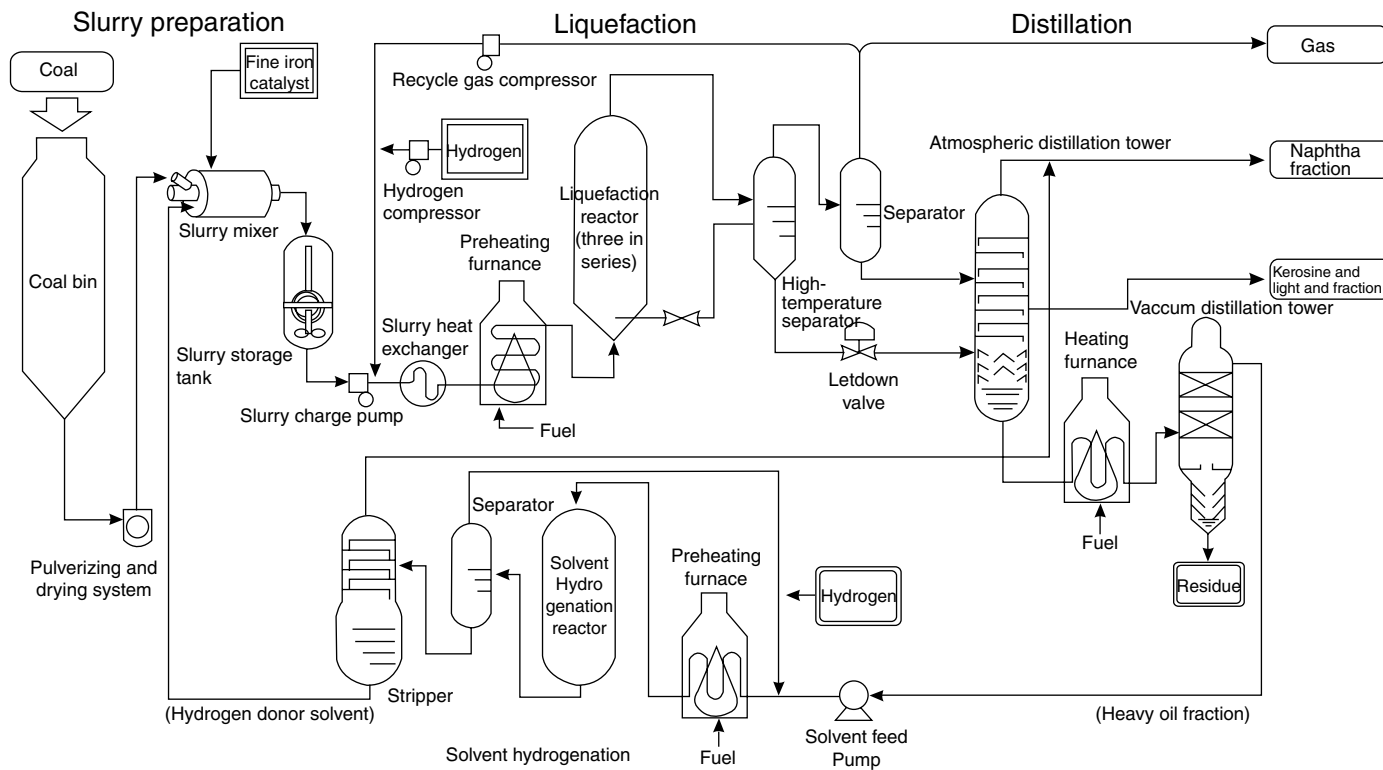 Slurry preparation
Liquefaction
Distillation
Coal
Fine iron
catalyst
Recycle gas compressor
Gas
Hydrogen
Hydrogen
compressor
Atmospheric distillation tower
Naphtha
fraction
Slurry mixer
Liquefaction
reactor
(three in
series)
Separator
Preheating
furnance
Coal bin
High-
temperature
separator
Kerosine and
light and fraction
Vaccum distillation tower
Slurry heat
exchanger
Slurry storage
tank
Heating
furnance
Letdown
valve
Slurry charge pump
Fuel
Separator
Fuel
Pulverizing and
drying system
Solvent
Hydro
genation
reactor
Preheating
furnace
Hydrogen
Residue
Stripper
(Hydrogen donor solvent)
(Heavy oil fraction)
Solvent feed
Pump
Solvent hydrogenation
Fuel